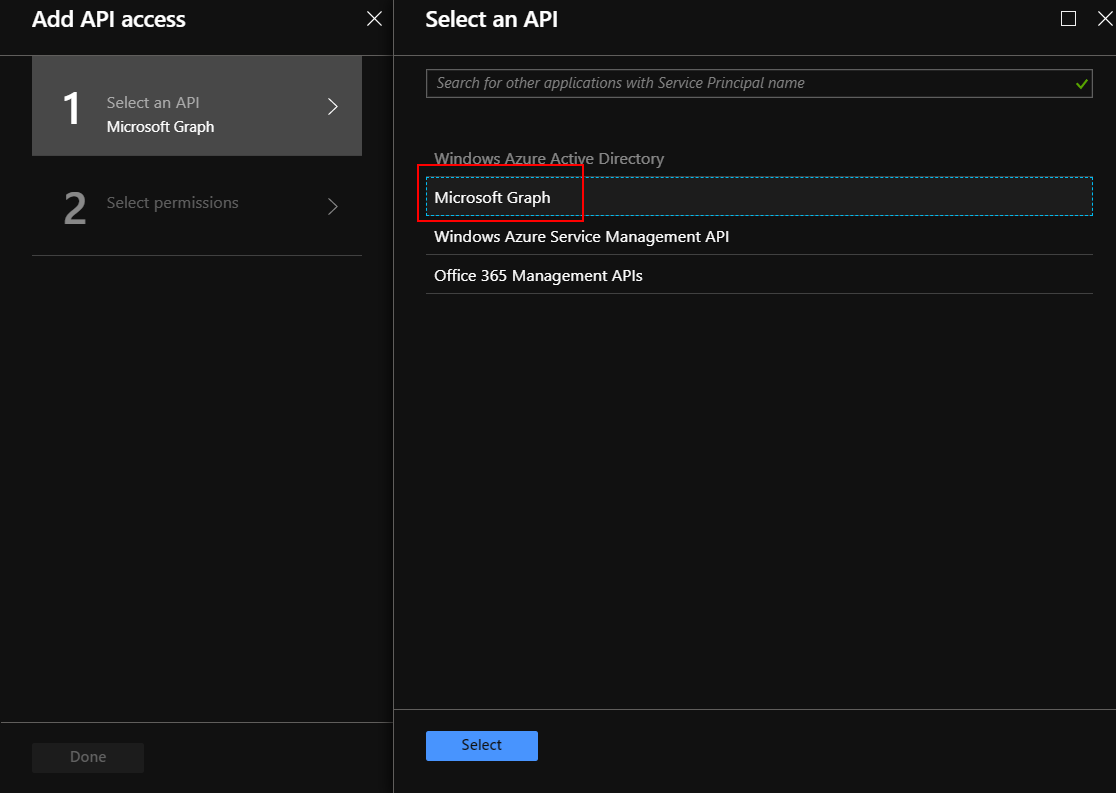 Add API access
1
Select an API
Microsoft Graph
2
Select permissions
Done
Select an API
Search for other applications with Service Principal name
Windows Azure Active Directory
Microsoft Graph
Windows Azure Service Management API
Office 365 Management APIs
Select